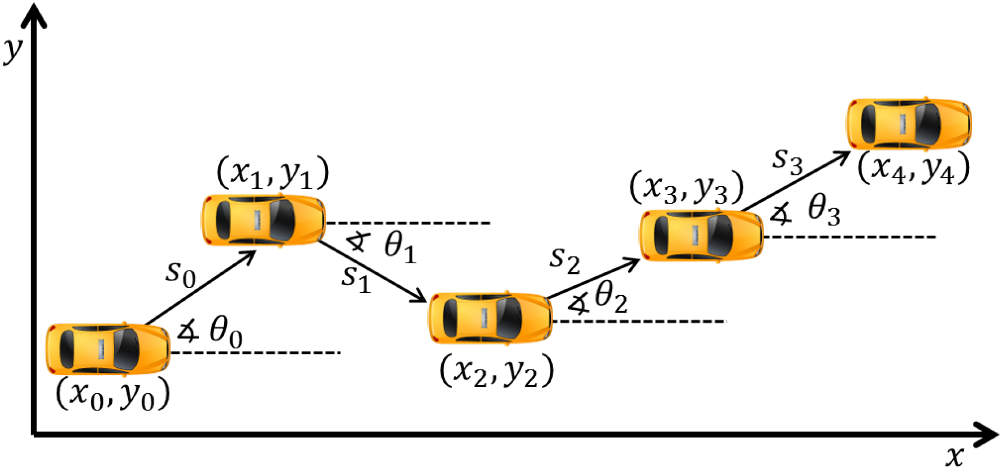 y
(x₄, y₄)
s₃
θ₃
(x₃, y₃)
(x₁, y₁)
θ₁
s₁
s₂
θ₂
s₀
θ₀
(x₂, y₂)
(x₀, y₀)
x